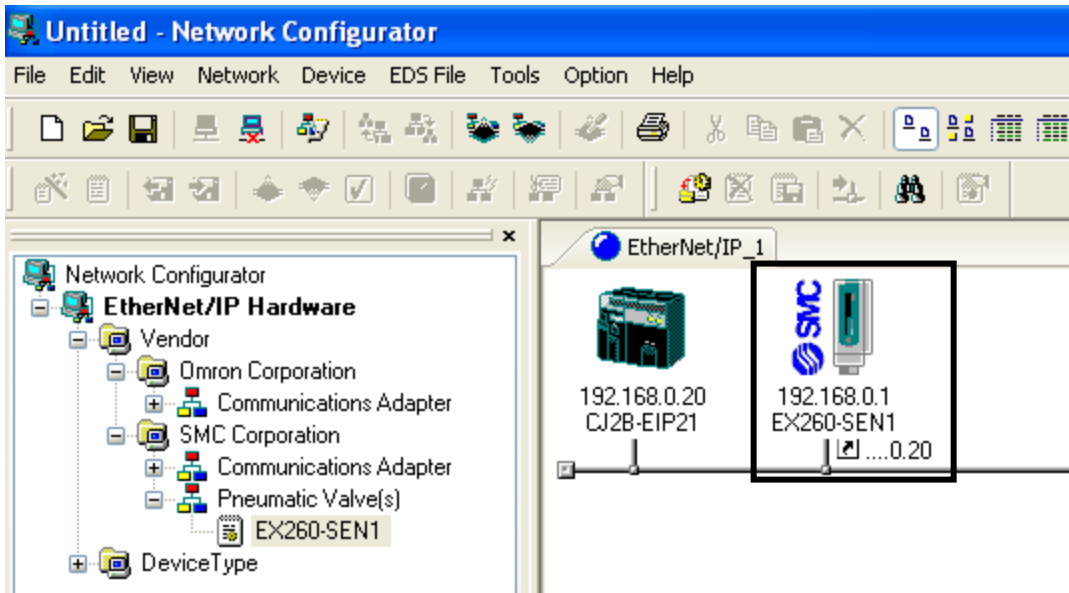 Untitled - Network Configurator
File Edit View Network Device EDS File Tools Option Help
Network Configurator
EtherNet/IP Hardware
Vendor
Omron Corporation
Communications Adapter
SMC Corporation
Communications Adapter
Pneumatic Valve(s)
EX260-SEN1
DeviceType
EtherNet/IP_1
SMC
192.168.0.20
CJ2B-EIP21
192.168.0.1
EX260-SEN1
....0.20